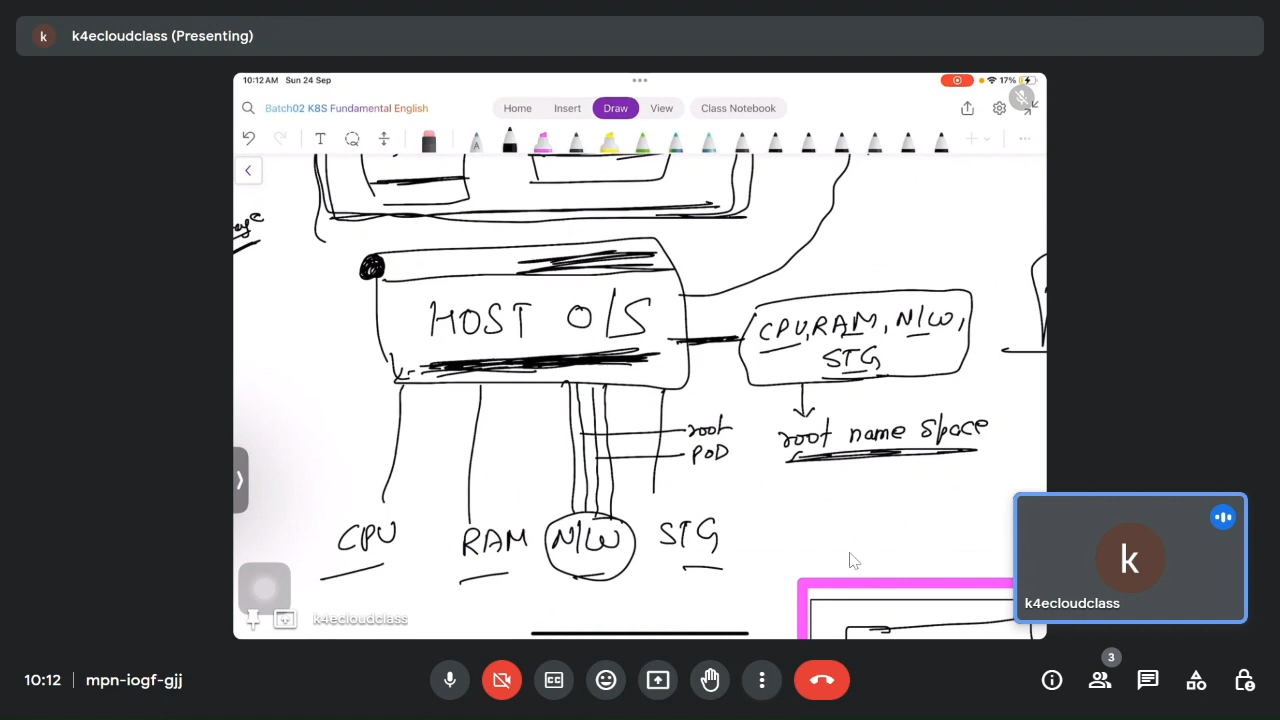 k
k4ecloudclass (Presenting)
10:12 AM Sun 24 Sep
17%
Batch02 K8S Fundamental English
Home
Insert
Draw
View
Class Notebook
T
A
HOST O/S
CPU, RAM, N/W,
STG
root
POD
root name space
CPU
RAM
N/W
STG
k4ecloudclass
k
k4ecloudclass
10:12
mpn-iogf-gjj
CC
3